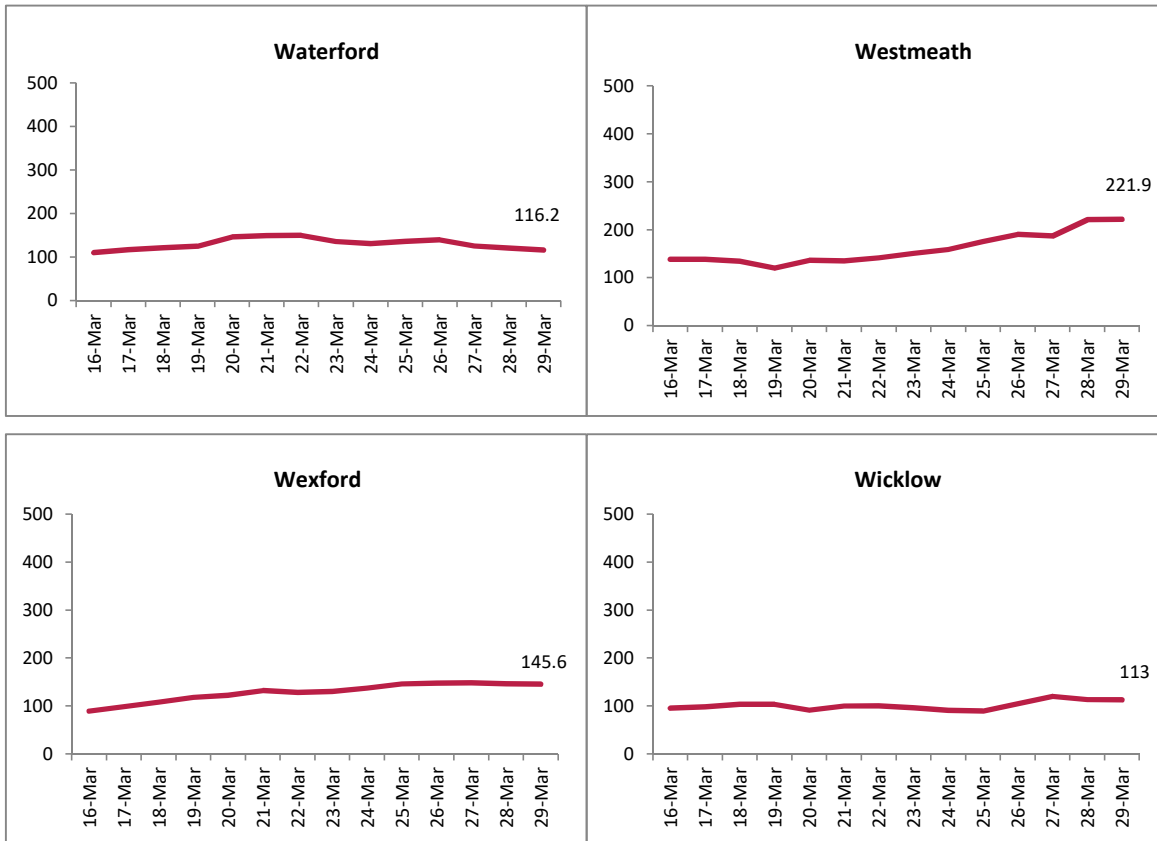 Waterford
500
400
300
200
100
0
116.2
16-Mar
17-Mar
18-Mar
19-Mar
20-Mar
21-Mar
22-Mar
23-Mar
24-Mar
25-Mar
26-Mar
27-Mar
28-Mar
29-Mar
Westmeath
500
400
300
200
100
0
221.9
16-Mar
17-Mar
18-Mar
19-Mar
20-Mar
21-Mar
22-Mar
23-Mar
24-Mar
25-Mar
26-Mar
27-Mar
28-Mar
29-Mar
Wexford
500
400
300
200
100
0
145.6
16-Mar
17-Mar
18-Mar
19-Mar
20-Mar
21-Mar
22-Mar
23-Mar
24-Mar
25-Mar
26-Mar
27-Mar
28-Mar
29-Mar
Wicklow
500
400
300
200
100
0
113
16-Mar
17-Mar
18-Mar
19-Mar
20-Mar
21-Mar
22-Mar
23-Mar
24-Mar
25-Mar
26-Mar
27-Mar
28-Mar
29-Mar